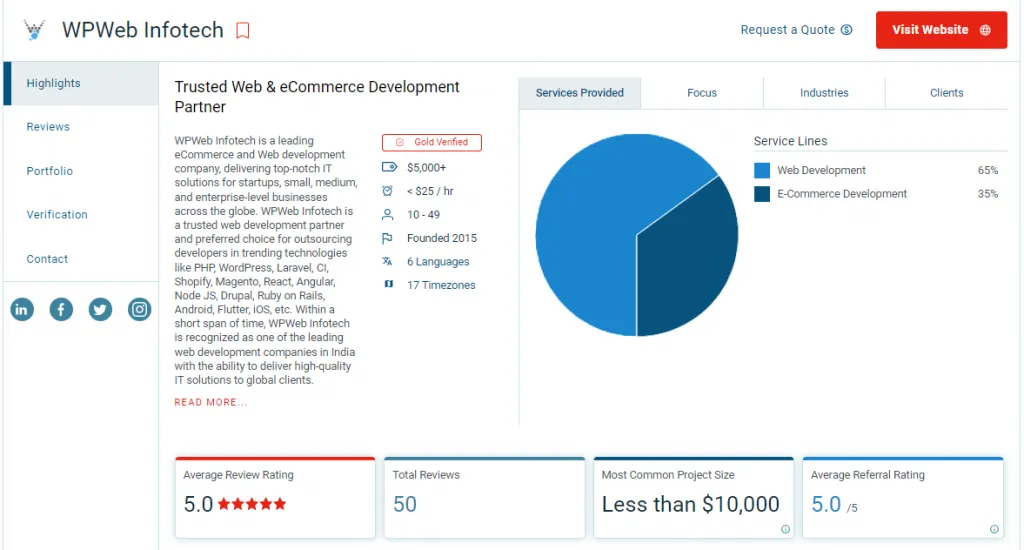 WPWeb Infotech
Request a Quote
Visit Website
Highlights
Reviews
Portfolio
Verification
Contact
Trusted Web & eCommerce Development
Partner
WPWeb Infotech is a leading
eCommerce and Web development
company, delivering top-notch IT
solutions for startups, small, medium,
and enterprise-level businesses
across the globe. WPWeb Infotech is
a trusted web development partner
and preferred choice for outsourcing
developers in trending technologies
like PHP, WordPress, Laravel, CI,
Shopify, Magento, React, Angular,
Node JS, Drupal, Ruby on Rails,
Android, Flutter, iOS, etc. Within a
short span of time, WPWeb Infotech
is recognized as one of the leading
web development companies in India
with the ability to deliver high-quality
IT solutions to global clients.
READ MORE...
Gold Verified
$5,000+
< $25 / hr
10 - 49
Founded 2015
6 Languages
17 Timezones
Services Provided
Focus
Industries
Clients
Service Lines
Web Development 65%
E-Commerce Development 35%
Average Review Rating
5.0
Total Reviews
50
Most Common Project Size
Less than $10,000
Average Referral Rating
5.0 /5